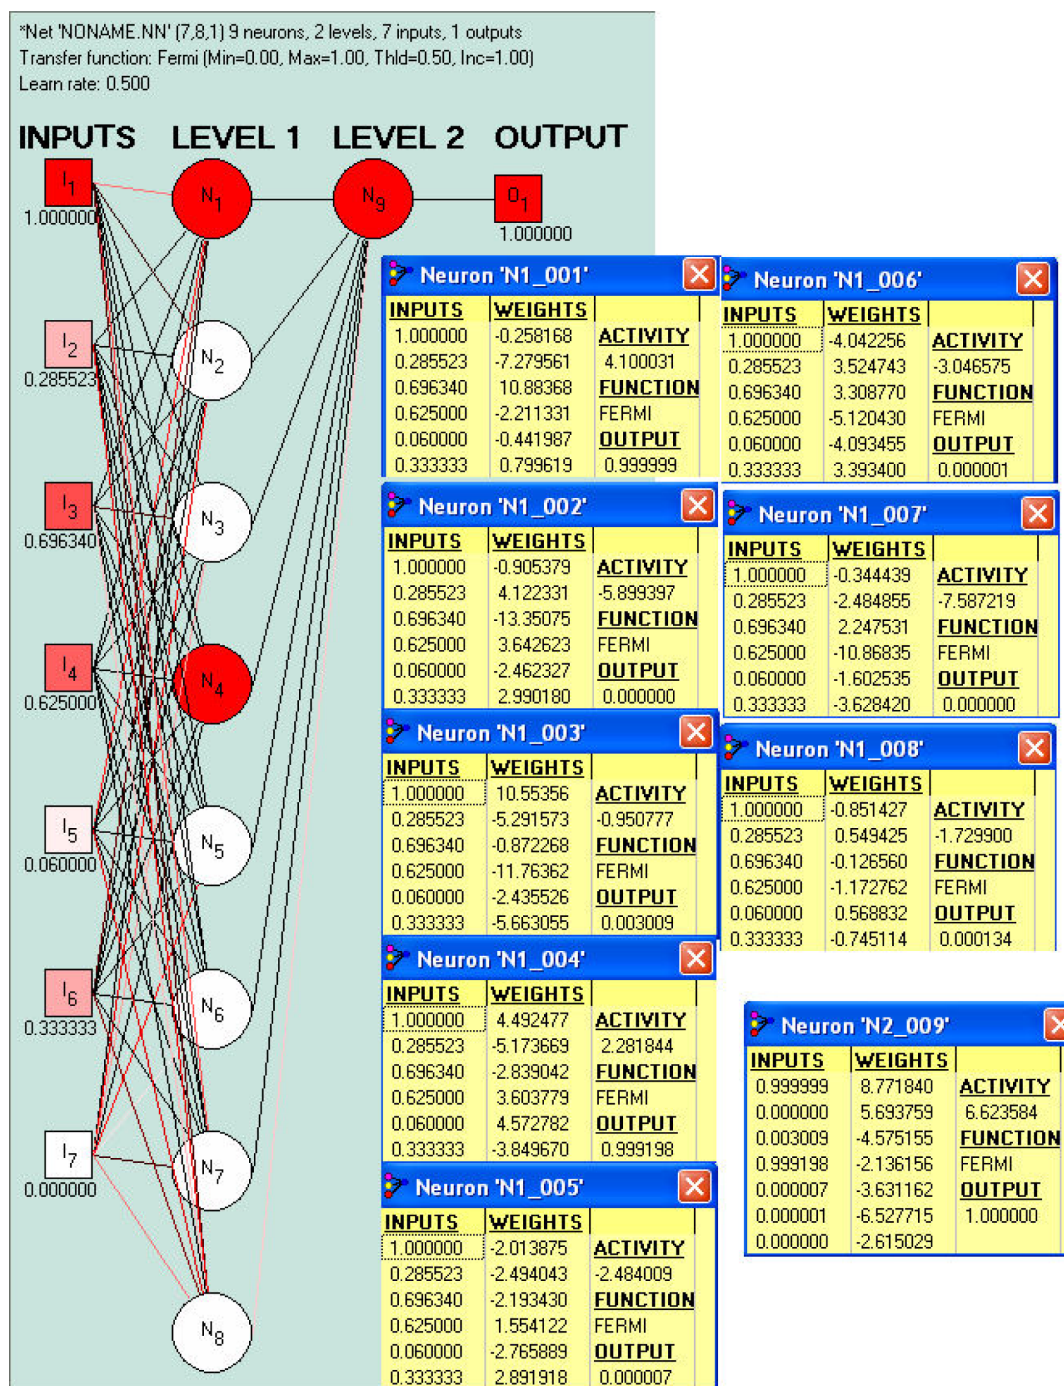 *Net 'NONAME.NN' (7,8,1) 9 neurons, 2 levels, 7 inputs, 1 outputs
Transfer function: Fermi (Min=0.00, Max=1.00, Thld=0.50, Inc=1.00)
Learn rate: 0.500
INPUTS LEVEL 1 LEVEL 2 OUTPUT
I1 N1 N9 O1
1.000000 1.000000
I2 N2
0.285523
I3 N3
0.696340
I4 N4
0.625000
I5 N5
0.060000
I6 N6
0.333333
I7 N7
0.000000
N8
Neuron 'N1_001'
INPUTS WEIGHTS
1.000000 -0.258168 ACTIVITY
0.285523 -7.279561 4.100031
0.696340 10.88368 FUNCTION
0.625000 -2.211331 FERMI
0.060000 -0.441987 OUTPUT
0.333333 0.799619 0.999999
Neuron 'N1_002'
INPUTS WEIGHTS
1.000000 -0.905379 ACTIVITY
0.285523 4.122331 -5.899397
0.696340 -13.35075 FUNCTION
0.625000 3.642623 FERMI
0.060000 -2.462327 OUTPUT
0.333333 2.990180 0.000000
Neuron 'N1_003'
INPUTS WEIGHTS
1.000000 10.55356 ACTIVITY
0.285523 -5.291573 -0.950777
0.696340 -0.872268 FUNCTION
0.625000 -11.76362 FERMI
0.060000 -2.435526 OUTPUT
0.333333 -5.663055 0.003009
Neuron 'N1_004'
INPUTS WEIGHTS
1.000000 4.492477 ACTIVITY
0.285523 -5.173669 2.281844
0.696340 -2.839042 FUNCTION
0.625000 3.603779 FERMI
0.060000 4.572782 OUTPUT
0.333333 -3.849670 0.999198
Neuron 'N1_005'
INPUTS WEIGHTS
1.000000 -2.013875 ACTIVITY
0.285523 -2.494043 -2.484009
0.696340 -2.193430 FUNCTION
0.625000 1.554122 FERMI
0.060000 -2.765889 OUTPUT
0.333333 2.891918 0.000007
Neuron 'N1_006'
INPUTS WEIGHTS
1.000000 -4.042256 ACTIVITY
0.285523 3.524743 -3.046575
0.696340 3.308770 FUNCTION
0.625000 -5.120430 FERMI
0.060000 -4.093455 OUTPUT
0.333333 3.393400 0.000001
Neuron 'N1_007'
INPUTS WEIGHTS
1.000000 -0.344439 ACTIVITY
0.285523 -2.484855 -7.587219
0.696340 2.247531 FUNCTION
0.625000 -10.86835 FERMI
0.060000 -1.602535 OUTPUT
0.333333 -3.628420 0.000000
Neuron 'N1_008'
INPUTS WEIGHTS
1.000000 -0.851427 ACTIVITY
0.285523 0.549425 -1.729900
0.696340 -0.126560 FUNCTION
0.625000 -1.172762 FERMI
0.060000 0.568832 OUTPUT
0.333333 -0.745114 0.000134
Neuron 'N2_009'
INPUTS WEIGHTS
0.999999 8.771840 ACTIVITY
0.000000 5.693759 6.623584
0.003009 -4.575155 FUNCTION
0.999198 -2.136156 FERMI
0.000007 -3.631162 OUTPUT
0.000001 -6.527715 1.000000
0.000000 -2.615029